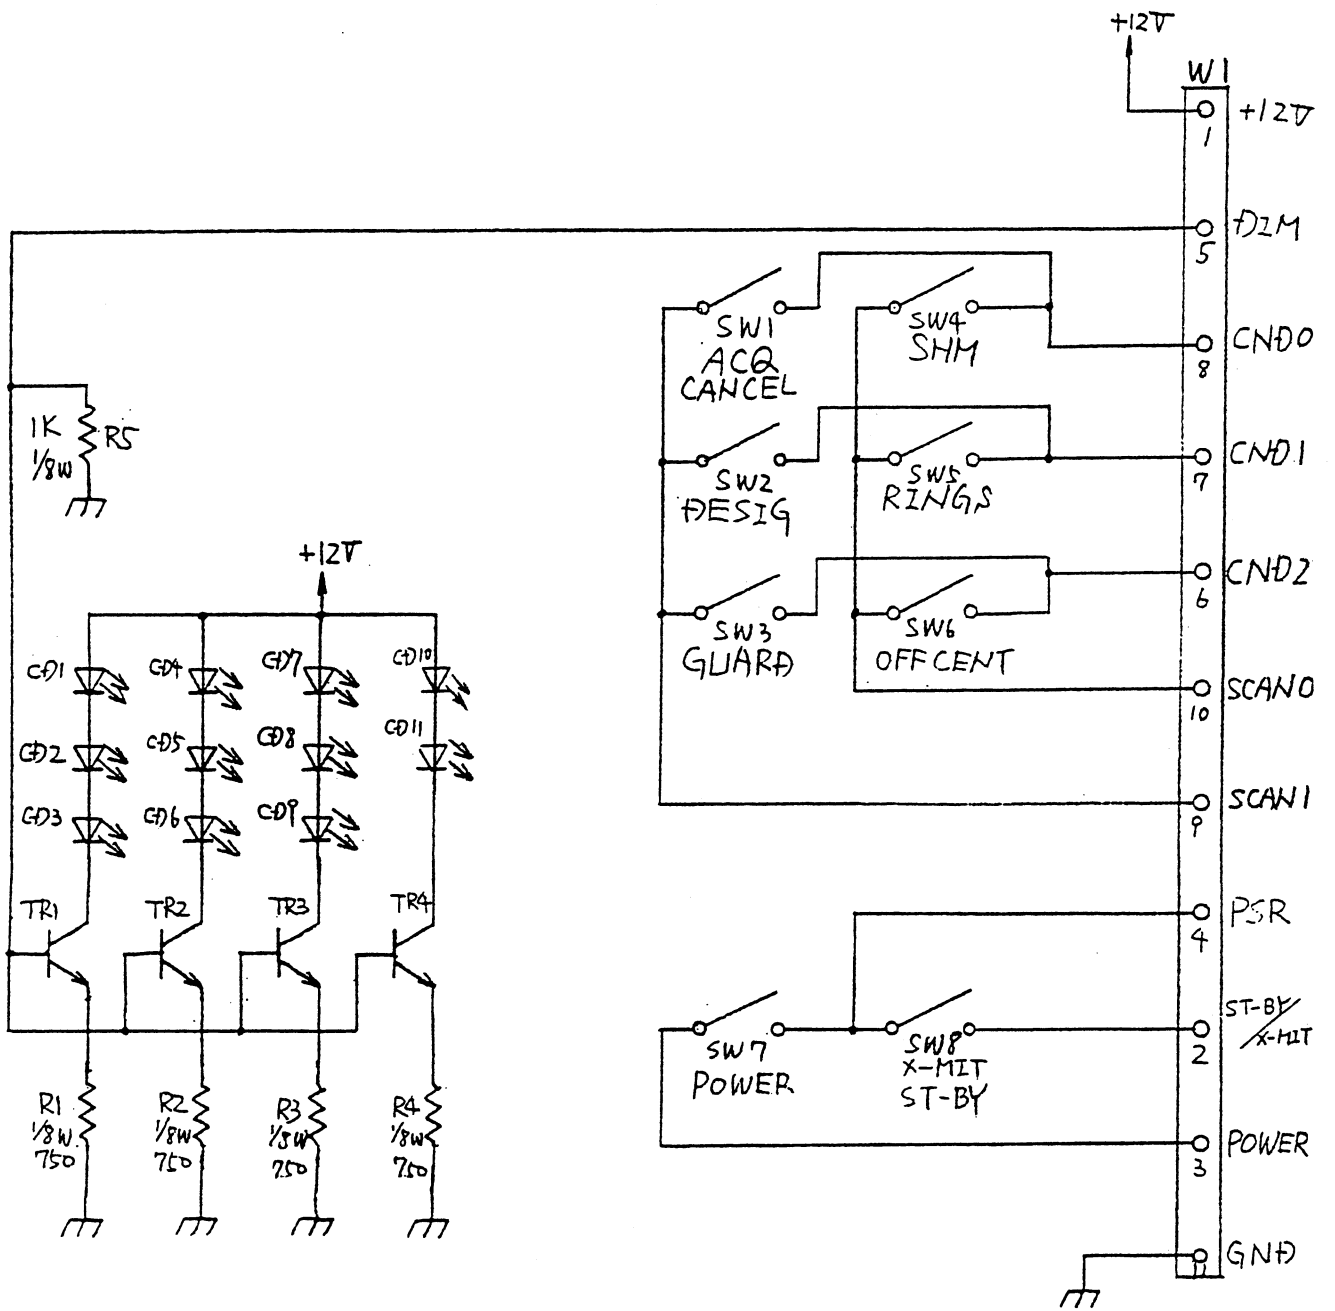 +12V
W1
+12V
1
DIM
5
SW1
ACQ
CANCEL
SW4
SHM
CND0
8
1K
1/8W
R5
SW2
DESIG
SW5
RINGS
CND1
7
+12V
SW3
GUARD
SW6
OFF CENT
CND2
6
CD1
CD4
CD7
CD10
SCAN0
10
CD2
CD5
CD8
CD11
CD3
CD6
CD9
SCAN1
9
TR1
TR2
TR3
TR4
PSR
4
SW7
POWER
SW8
X-MIT
ST-BY
ST-BY/
X-MIT
2
R1
1/8W
750
R2
1/8W
750
R3
1/8W
750
R4
1/8W
750
POWER
3
GND
11